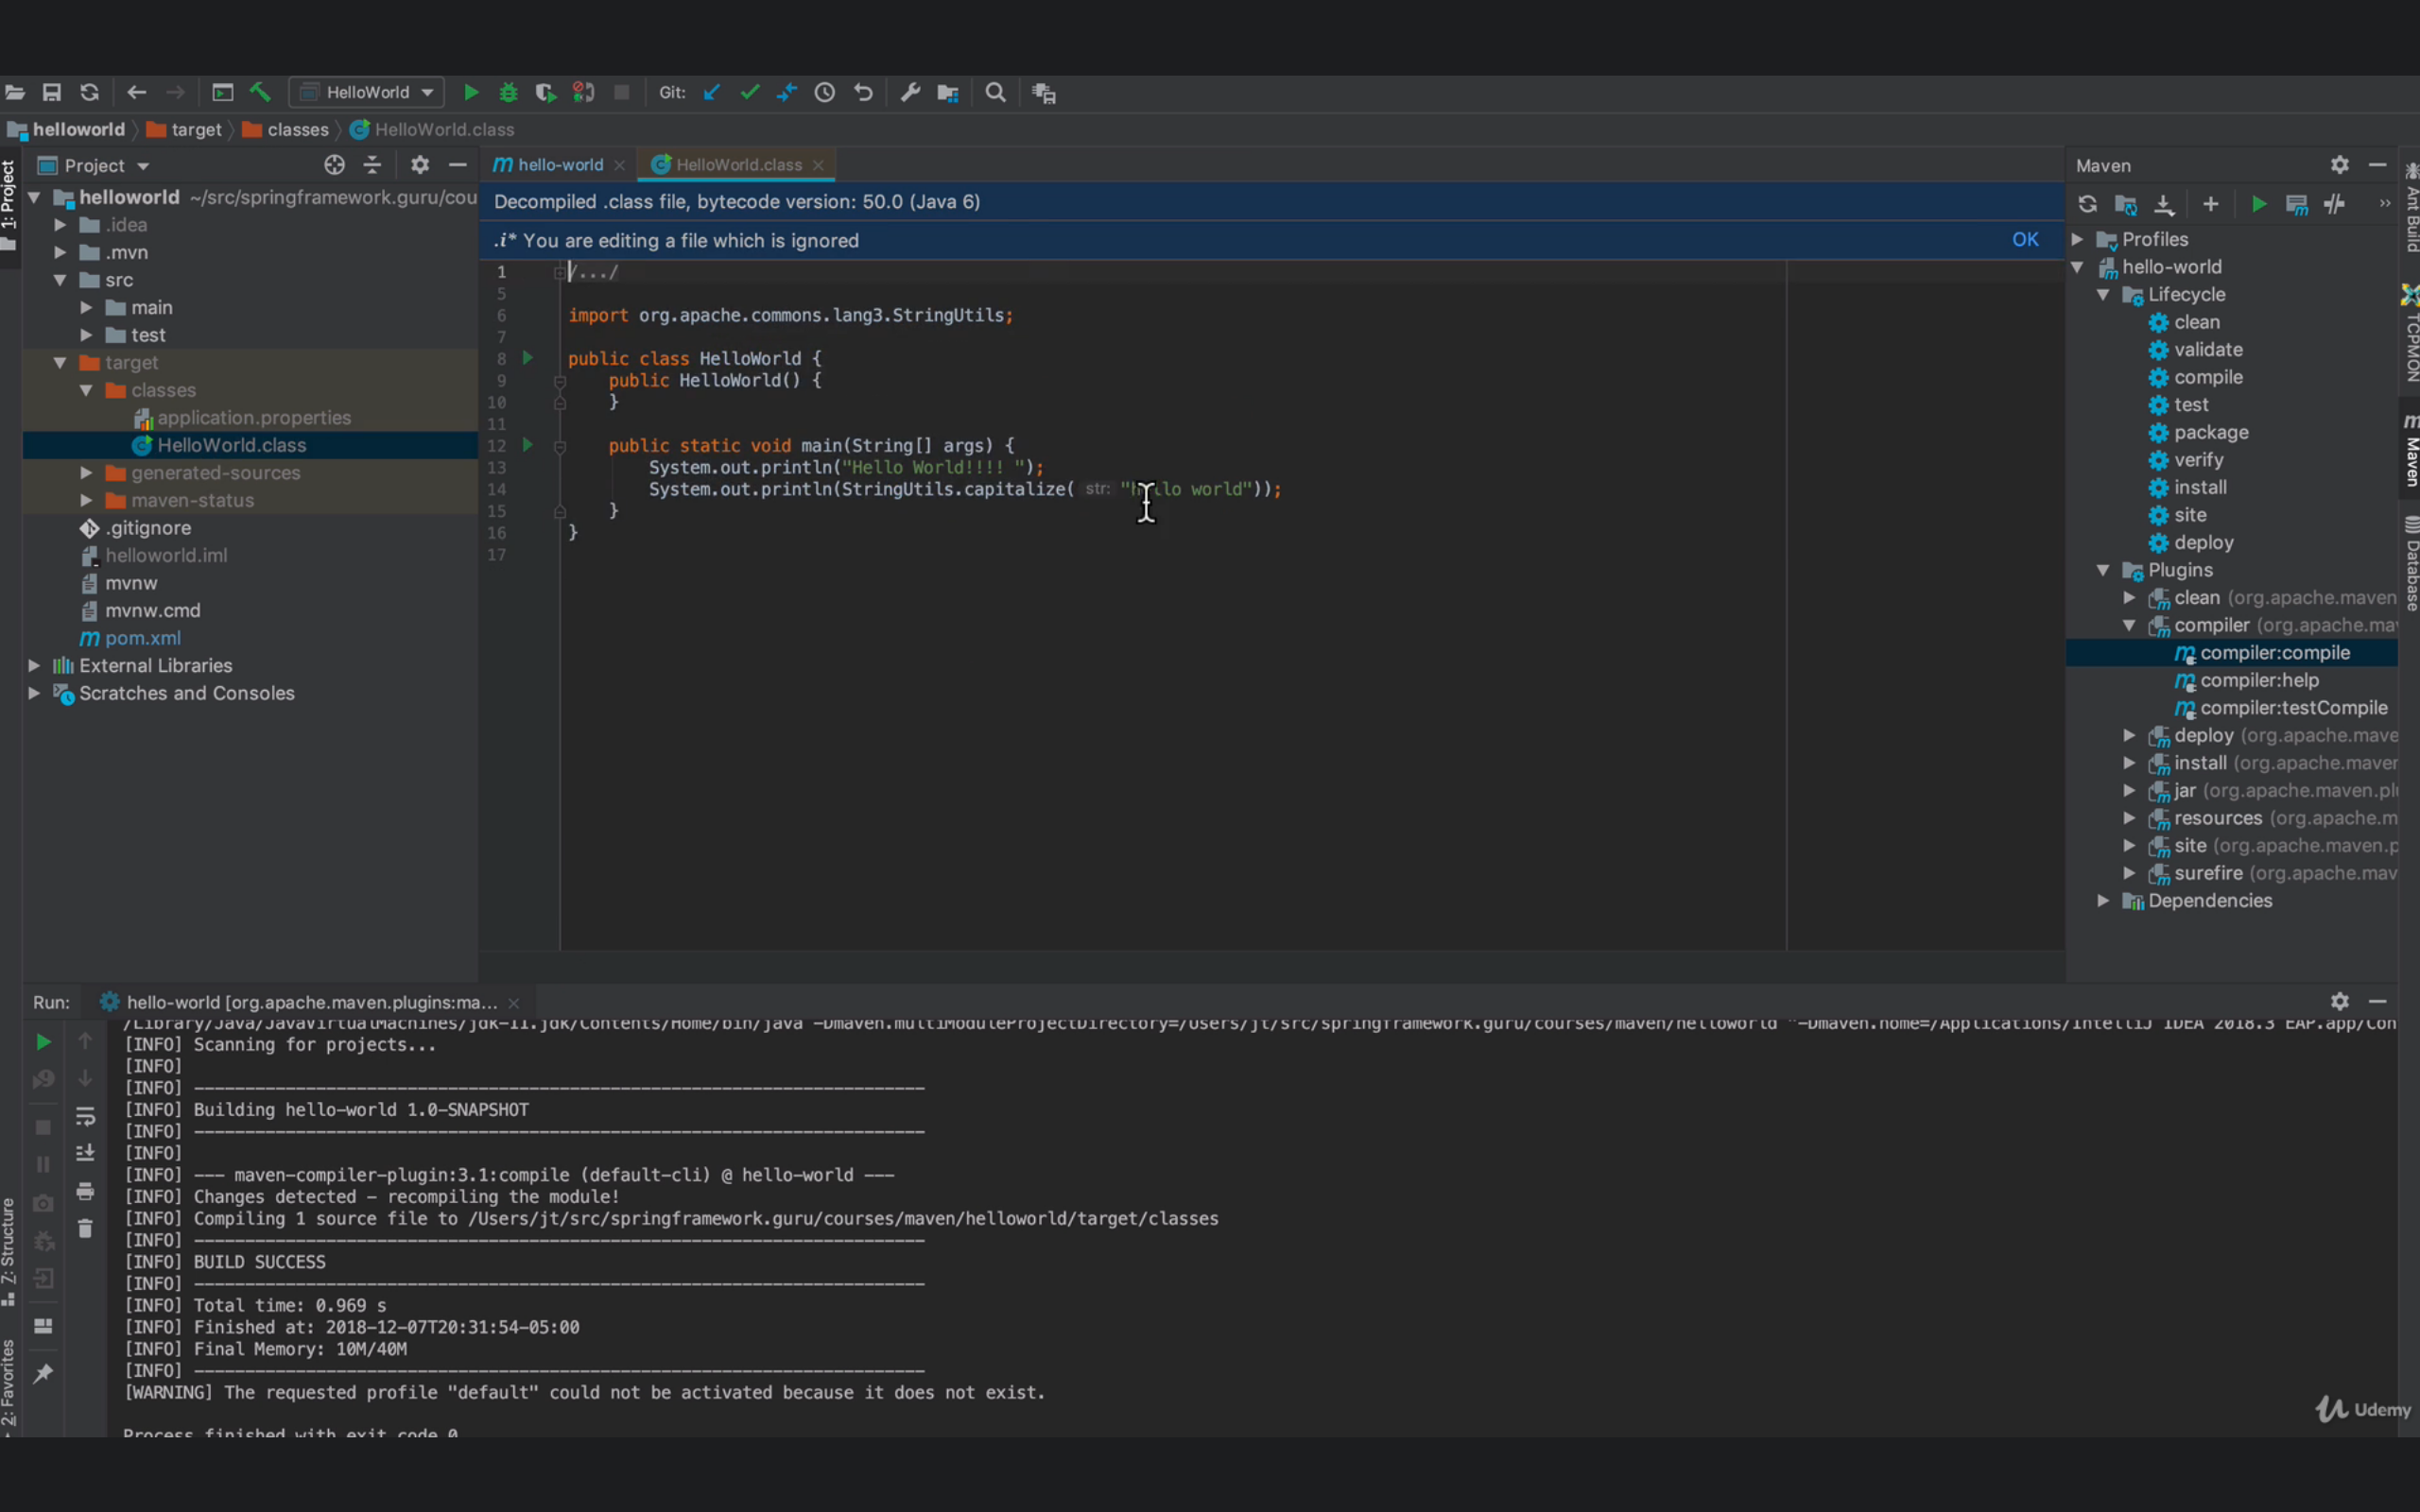 HelloWorld
Git:
helloworld
target
classes
HelloWorld.class
1: Project
Project
helloworld ~/src/springframework.guru/cou
.idea
.mvn
src
main
test
target
classes
application.properties
HelloWorld.class
generated-sources
maven-status
.gitignore
helloworld.iml
mvnw
mvnw.cmd
pom.xml
External Libraries
Scratches and Consoles
hello-world
HelloWorld.class
Decompiled .class file, bytecode version: 50.0 (Java 6)
.i* You are editing a file which is ignored
OK
1 /.../
5
6 import org.apache.commons.lang3.StringUtils;
7
8 public class HelloWorld {
9 public HelloWorld() {
10 }
11
12 public static void main(String[] args) {
13 System.out.println("Hello World!!!! ");
14 System.out.println(StringUtils.capitalize( str: "hello world"));
15 }
16 }
17
Maven
Profiles
hello-world
Lifecycle
clean
validate
compile
test
package
verify
install
site
deploy
Plugins
clean (org.apache.maven
compiler (org.apache.ma
compiler:compile
compiler:help
compiler:testCompile
deploy (org.apache.mave
install (org.apache.maver
jar (org.apache.maven.pl
resources (org.apache.m
site (org.apache.maven.p
surefire (org.apache.mav
Dependencies
Ant Build
TCPMON
Maven
Database
Run:
hello-world [org.apache.maven.plugins:ma...
/Library/Java/JavaVirtualMachines/jdk-11.jdk/Contents/Home/bin/java -Dmaven.multiModuleProjectDirectory=/Users/jt/src/springframework.guru/courses/maven/helloworld "-Dmaven.home=/Applications/IntelliJ IDEA 2018.3 EAP.app/Con
[INFO] Scanning for projects...
[INFO]
[INFO] ------------------------------------------------------------------------
[INFO] Building hello-world 1.0-SNAPSHOT
[INFO] ------------------------------------------------------------------------
[INFO]
[INFO] --- maven-compiler-plugin:3.1:compile (default-cli) @ hello-world ---
[INFO] Changes detected - recompiling the module!
[INFO] Compiling 1 source file to /Users/jt/src/springframework.guru/courses/maven/helloworld/target/classes
[INFO] ------------------------------------------------------------------------
[INFO] BUILD SUCCESS
[INFO] ------------------------------------------------------------------------
[INFO] Total time: 0.969 s
[INFO] Finished at: 2018-12-07T20:31:54-05:00
[INFO] Final Memory: 10M/40M
[INFO] ------------------------------------------------------------------------
[WARNING] The requested profile "default" could not be activated because it does not exist.
Process finished with exit code 0
Z: Structure
2: Favorites
Udemy